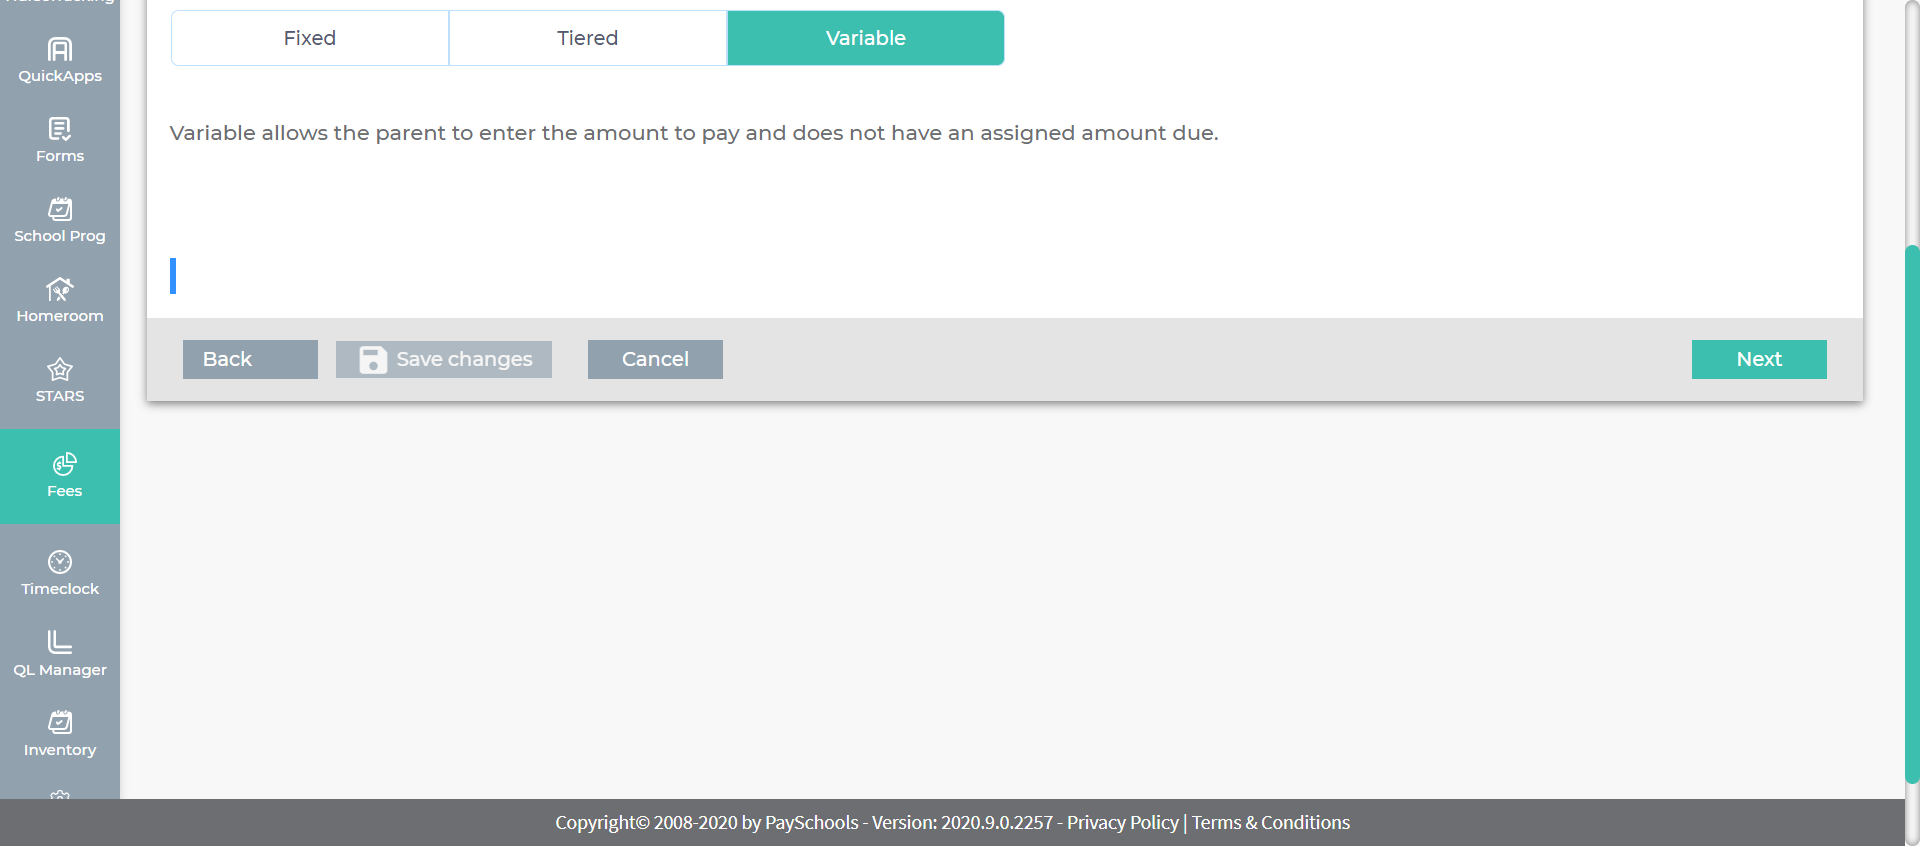 QuickApps
Forms
School Prog
Homeroom
STARS
Fees
Timeclock
QL Manager
Inventory
Fixed
Tiered
Variable
Variable allows the parent to enter the amount to pay and does not have an assigned amount due.
Back
Save changes
Cancel
Next
Copyright© 2008-2020 by PaySchools - Version: 2020.9.0.2257 - Privacy Policy | Terms & Conditions